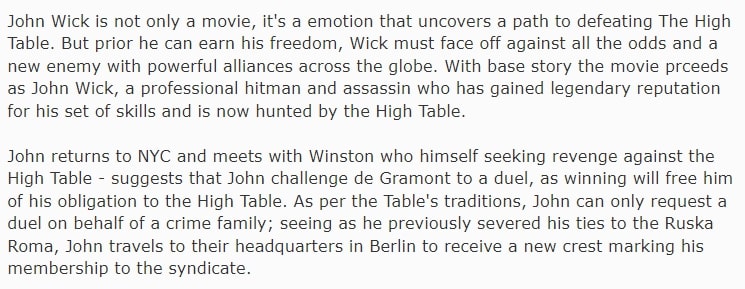 John Wick is not only a movie, it's a emotion that uncovers a path to defeating The High
Table. But prior he can earn his freedom, Wick must face off against all the odds and a
new enemy with powerful alliances across the globe. With base story the movie prceeds
as John Wick, a professional hitman and assassin who has gained legendary reputation
for his set of skills and is now hunted by the High Table.

John returns to NYC and meets with Winston who himself seeking revenge against the
High Table - suggests that John challenge de Gramont to a duel, as winning will free him
of his obligation to the High Table. As per the Table's traditions, John can only request a
duel on behalf of a crime family; seeing as he previously severed his ties to the Ruska
Roma, John travels to their headquarters in Berlin to receive a new crest marking his
membership to the syndicate.